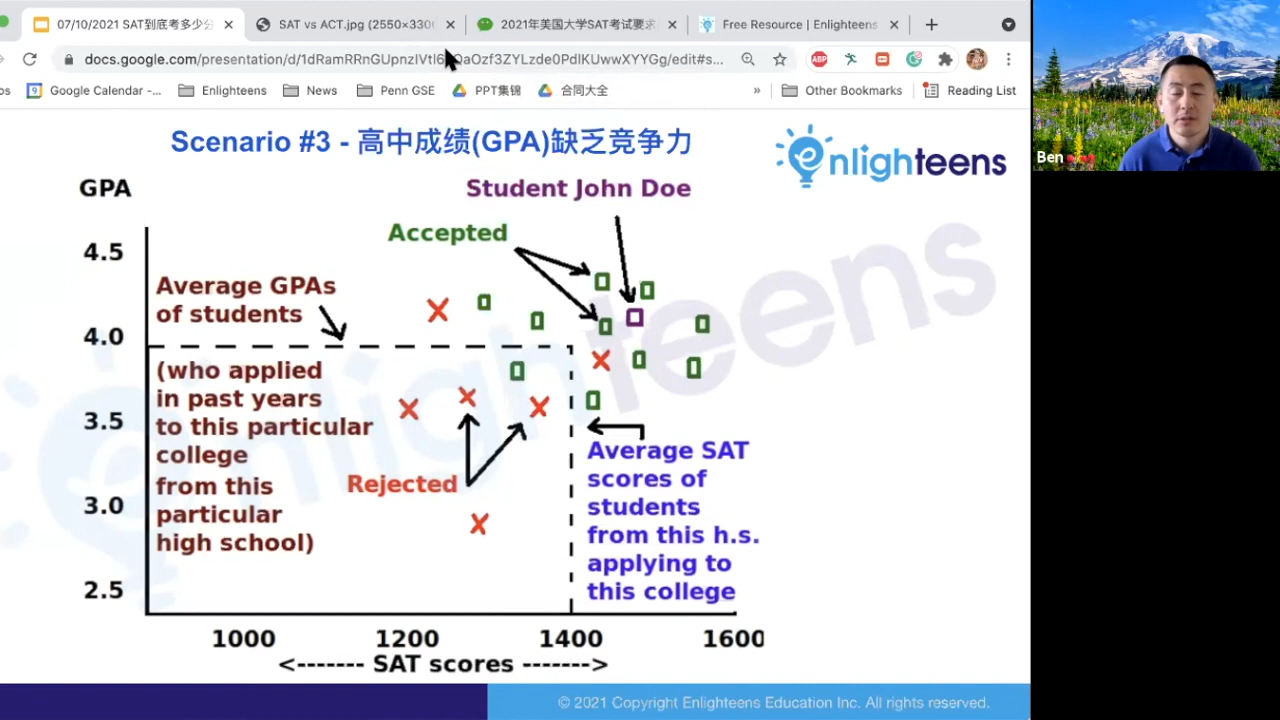 07/10/2021 SAT到底考多少分
SAT vs ACT.jpg (2550×330
2021年美国大学SAT考试要求
Free Resource | Enlighteens
Google Calendar -...
Enlighteens
News
Penn GSE
PPT集锦
合同大全
»
Other Bookmarks
Reading List
Scenario #3 - 高中成绩(GPA)缺乏竞争力
enlighteens
Ben
GPA
Student John Doe
Accepted
4.5
Average GPAs
of students
4.0
(who applied
in past years
to this particular
college
from this
particular
high school)
3.5
3.0
2.5
Rejected
Average SAT
scores of
students
from this h.s.
applying to
this college
1000 1200 1400 1600
<------- SAT scores ------->
enlighteens
© 2021 Copyright Enlighteens Education Inc. All rights reserved.